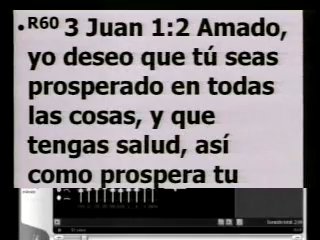 • R60 3 Juan 1:2 Amado,
yo deseo que tú seas
prosperado en todas
las cosas, y que
tengas salud, así
como prospera tu